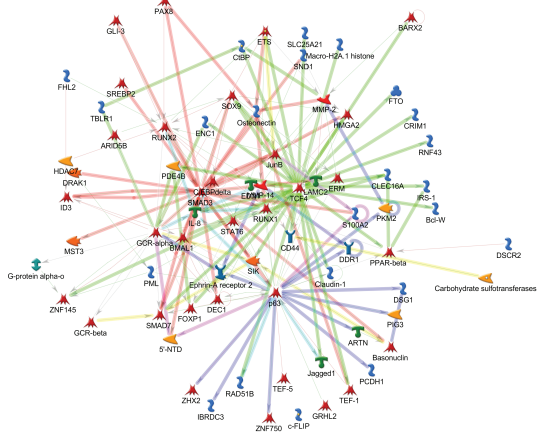 PAX8
GLI-3
ETS
BARX2
SLC25A21
CtBP
Macro-H2A.1 histone
SND1
FHL2
SREBP2
FTO
TBLR1
SOX9
MMP-2
Osteonectin
CRIM1
RUNX2
ENC1
HMGA2
ARID5B
RNF43
JunB
HDAC7
PDE4B
DRAK1
C/EBPdelta
MMP-14
LAMC2
ERM
CLEC16A
ID3
SMAD3
TCF4
IRS-1
IL-8
RUNX1
S100A2
PKM2
Bcl-W
STAT6
GCR-alpha
BMAL1
CD44
MST3
DDR1
DSCR2
SIK
PPAR-beta
G-protein alpha-o
PML
Ephrin-A receptor 2
Claudin-1
Carbohydrate sulfotransferases
p63
DSG1
ZNF145
DEC1
FOXP1
SMAD7
PIG3
GCR-beta
ARTN
5'-NTD
Basonuclin
Jagged1
PCDH1
TEF-5
RAD51B
TEF-1
ZHX2
IBRDC3
GRHL2
c-FLIP
ZNF750